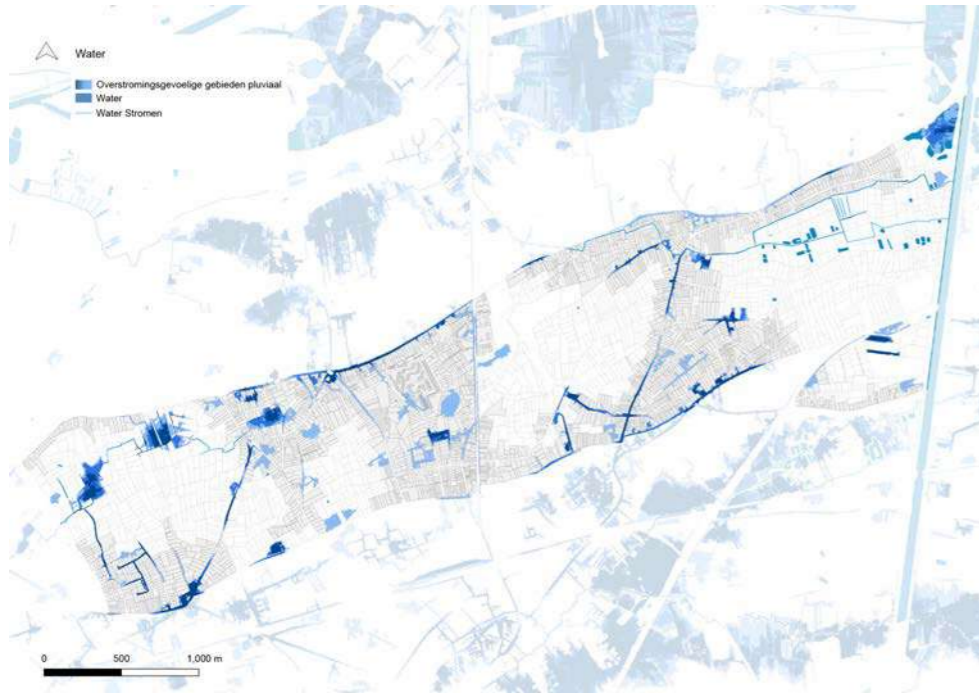 Water
Overstromingsgevoelige gebieden pluviaal
Water
Water Stromen
0 500 1,000 m